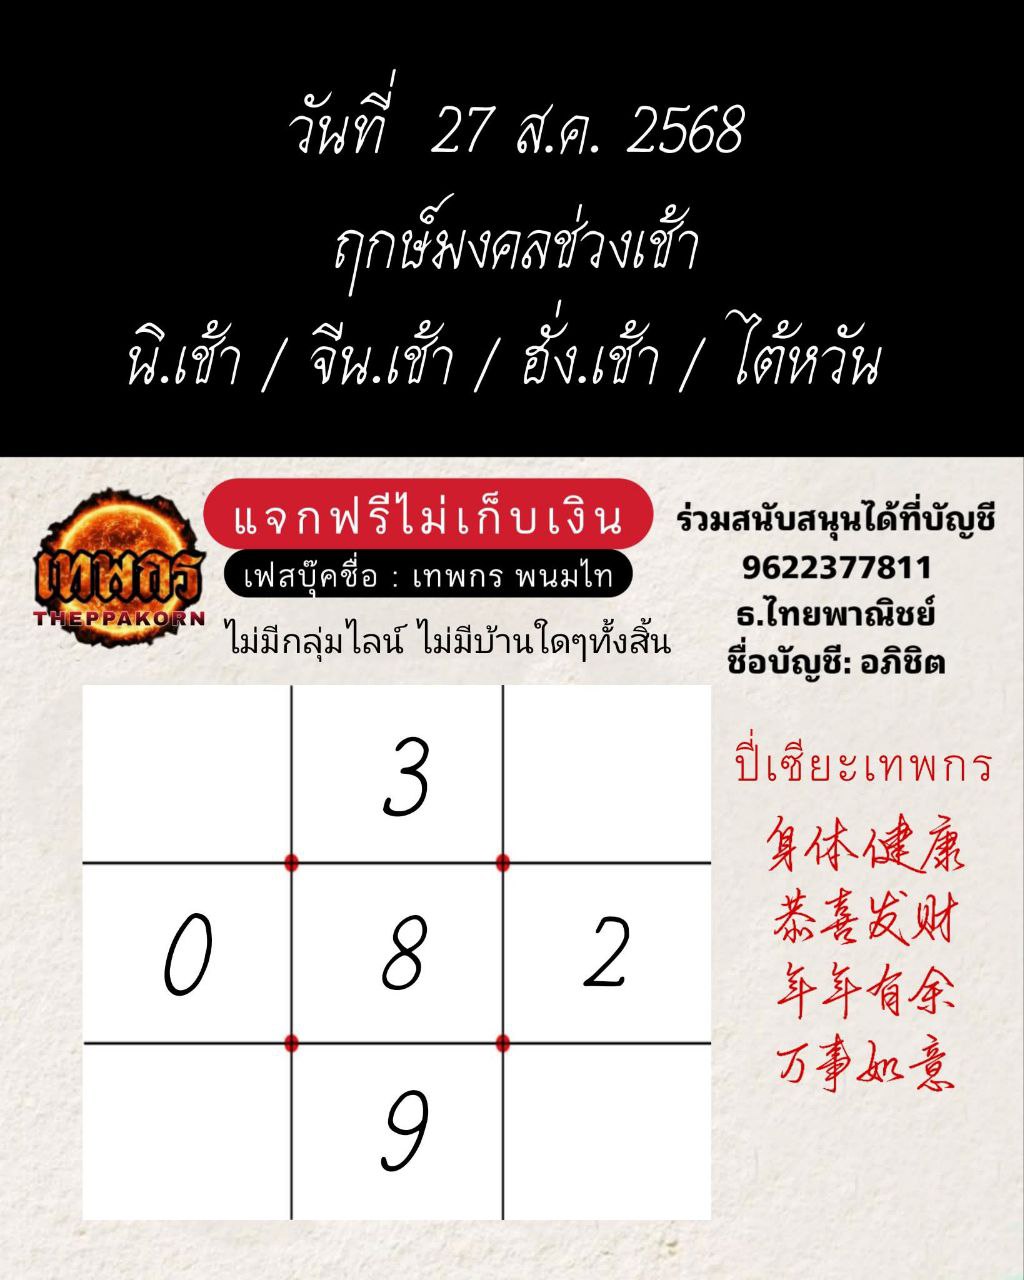 วันที่ 27 ส.ค. 2568
ฤกษ์มงคลช่วงเช้า
นิ.เช้า / จีน.เช้า / ฮั่ง.เช้า / ไต้หวัน
เทพกร
THEPPAKORN
แจกฟรีไม่เก็บเงิน
เฟสบุ๊คชื่อ : เทพกร พนมไท
ไม่มีกลุ่มไลน์ ไม่มีบ้านใดๆทั้งสิ้น
ร่วมสนับสนุนได้ที่บัญชี
9622377811
ธ.ไทยพาณิชย์
ชื่อบัญชี: อภิชิต
3
0 8 2
9
ปี่เซียะเทพกร
身体健康
恭喜发财
年年有余
万事如意